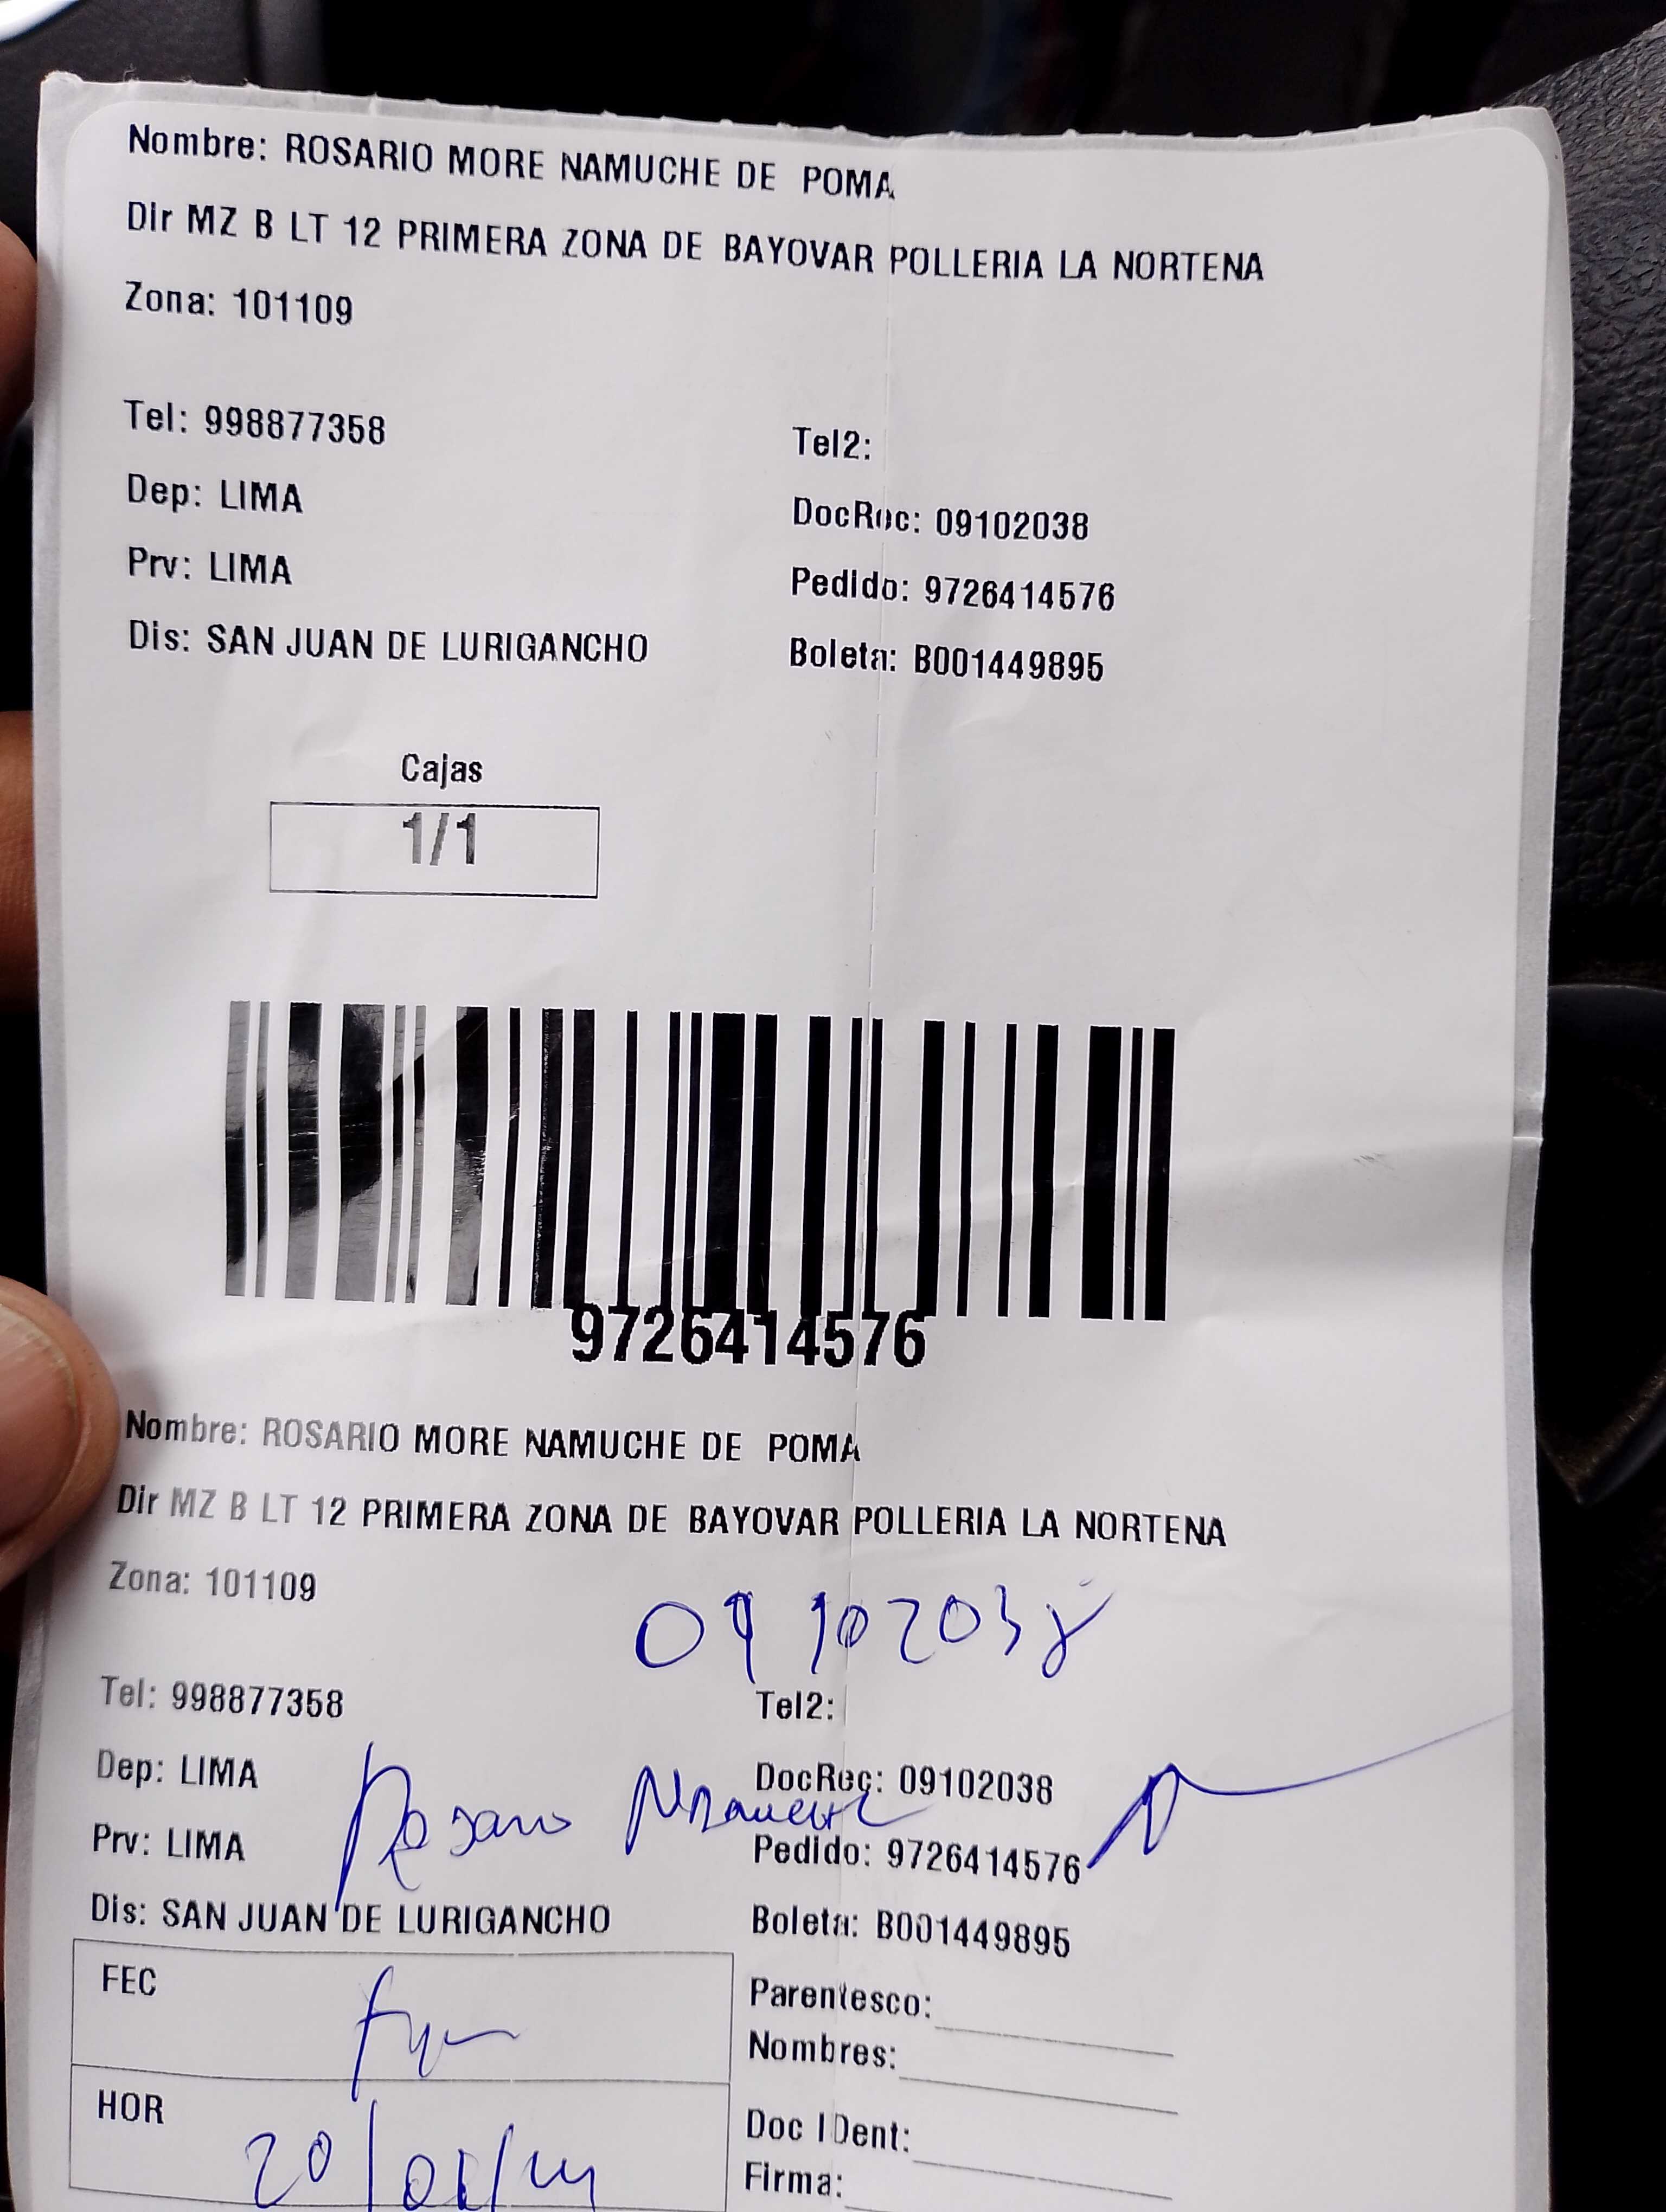 Nombre: ROSARIO MORE NAMUCHE DE POMA
Dir MZ B LT 12 PRIMERA ZONA DE BAYOVAR POLLERIA LA NORTENA
Zona: 101109
Tel: 998877358
Tel2:
Dep: LIMA
DocRec: 09102038
Prv: LIMA
Pedido: 9726414576
Dis: SAN JUAN DE LURIGANCHO
Boleta: B001449895
Cajas
1/1
9726414576
Nombre: ROSARIO MORE NAMUCHE DE POMA
Dir MZ B LT 12 PRIMERA ZONA DE BAYOVAR POLLERIA LA NORTENA
Zona: 101109
09102038
Tel: 998877358
Tel2:
Dep: LIMA
DocRec: 09102038
Rosario
Prv: LIMA
Pedido: 9726414576
Dis: SAN JUAN DE LURIGANCHO
Boleta: B001449895
FEC
Parentesco:
Nombres:
HOR
Doc IDent:
Firma: